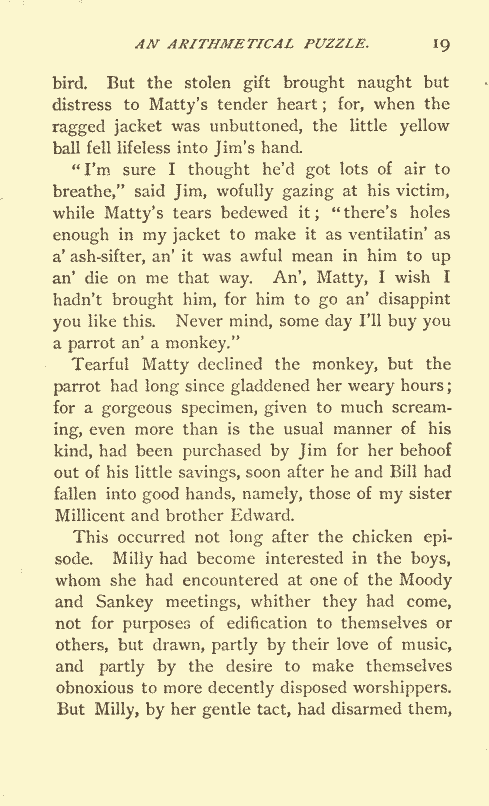 AN ARITHMETICAL PUZZLE. 19
bird. But the stolen gift brought naught but
distress to Matty's tender heart; for, when the
ragged jacket was unbuttoned, the little yellow
ball fell lifeless into Jim's hand.
"I'm sure I thought he'd got lots of air to
breathe," said Jim, wofully gazing at his victim,
while Matty's tears bedewed it; "there's holes
enough in my jacket to make it as ventilatin' as
a' ash-sifter, an' it was awful mean in him to up
an' die on me that way. An', Matty, I wish I
hadn't brought him, for him to go an' disappint
you like this. Never mind, some day I'll buy you
a parrot an' a monkey."
Tearful Matty declined the monkey, but the
parrot had long since gladdened her weary hours;
for a gorgeous specimen, given to much scream-
ing, even more than is the usual manner of his
kind, had been purchased by Jim for her behoof
out of his little savings, soon after he and Bill had
fallen into good hands, namely, those of my sister
Millicent and brother Edward.
This occurred not long after the chicken epi-
sode. Milly had become interested in the boys,
whom she had encountered at one of the Moody
and Sankey meetings, whither they had come,
not for purposes of edification to themselves or
others, but drawn, partly by their love of music,
and partly by the desire to make themselves
obnoxious to more decently disposed worshippers.
But Milly, by her gentle tact, had disarmed them,